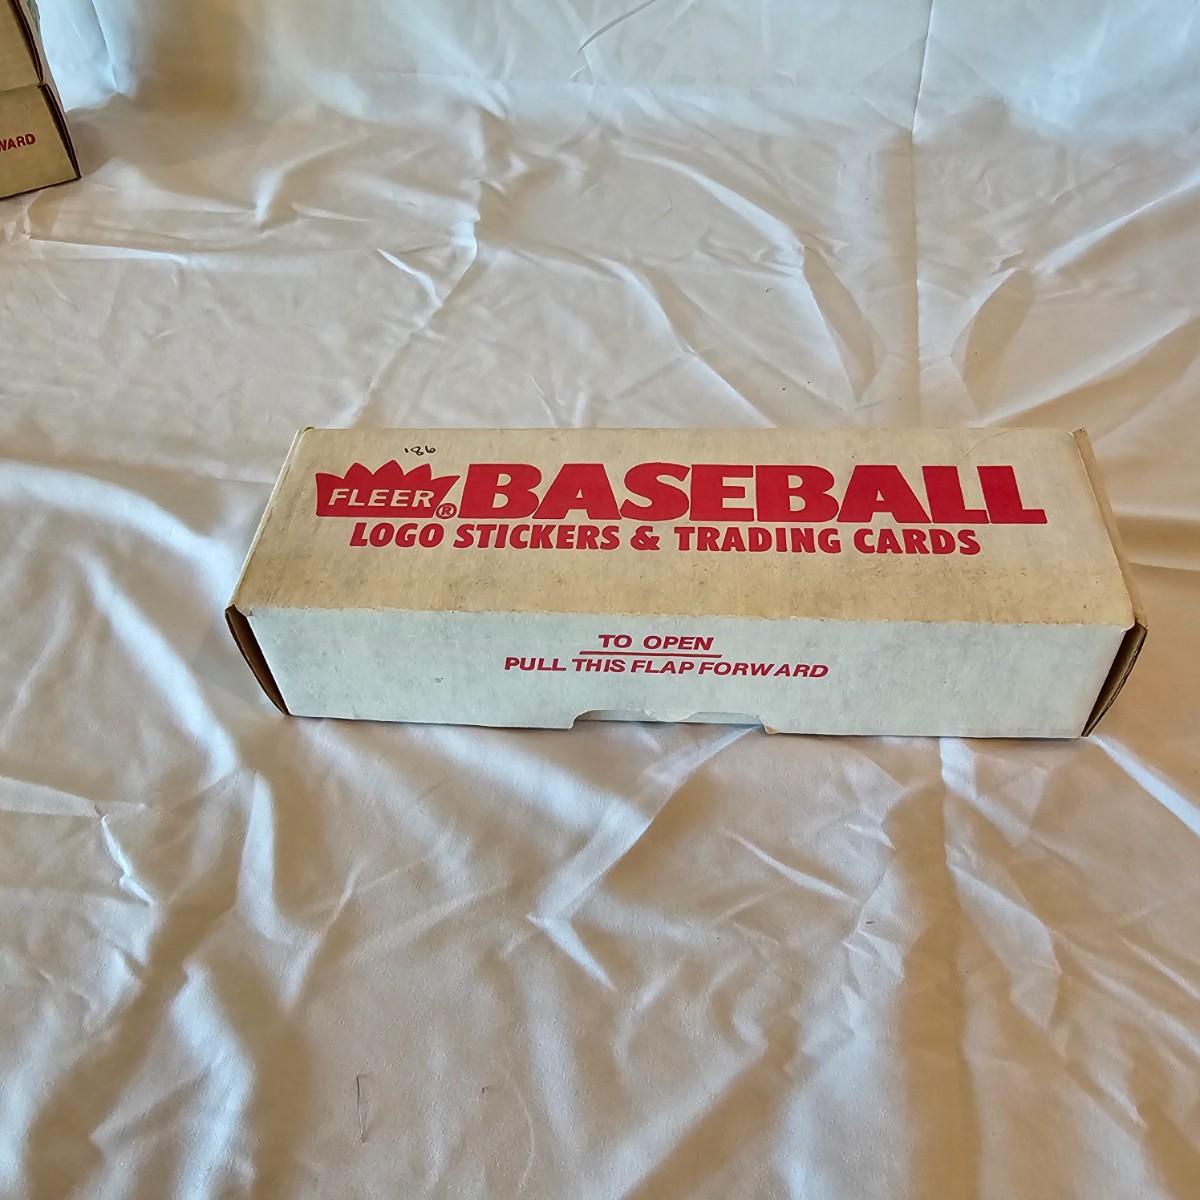 '86
FLEER® BASEBALL
LOGO STICKERS & TRADING CARDS
TO OPEN
PULL THIS FLAP FORWARD
WARD